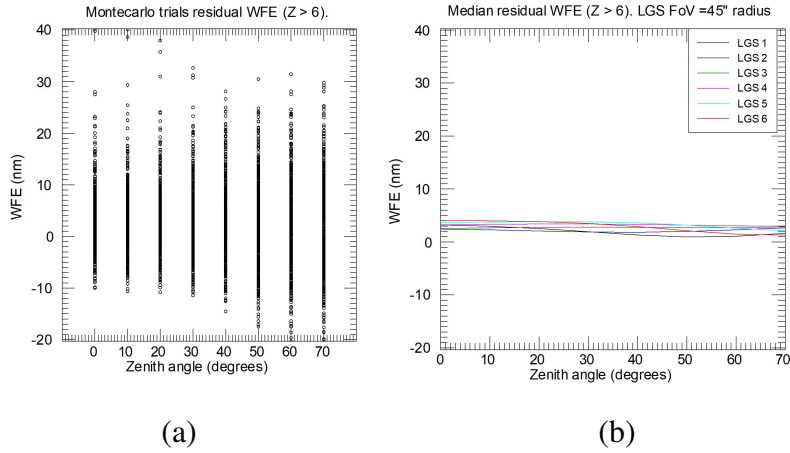 Montecarlo trials residual WFE (Z > 6).
40
30
20
10
0
-10
-20
WFE (nm)
0 10 20 30 40 50 60 70
Zenith angle (degrees)
(a)
Median residual WFE (Z > 6). LGS FoV =45" radius
40
30
20
10
0
-10
-20
WFE (nm)
LGS 1
LGS 2
LGS 3
LGS 4
LGS 5
LGS 6
0 10 20 30 40 50 60 70
Zenith angle (degrees)
(b)